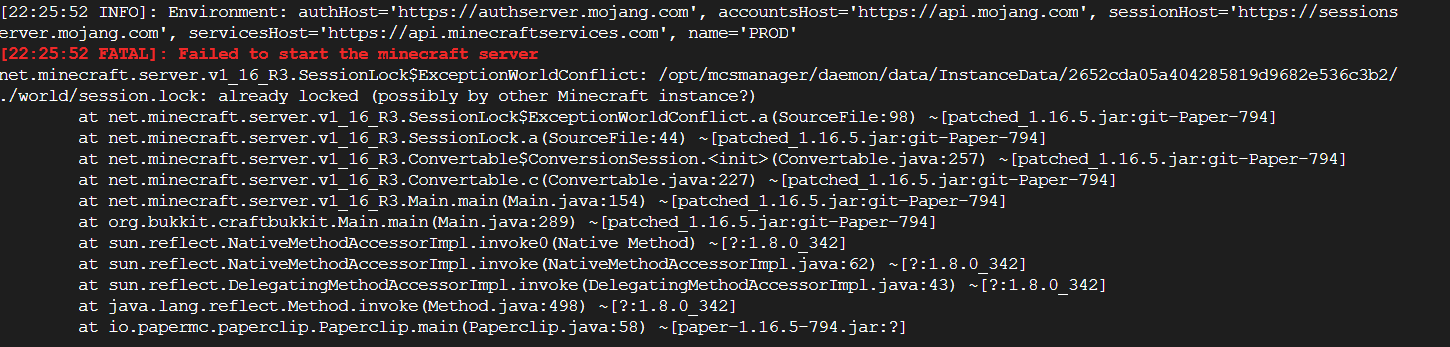 [22:25:52 INFO]: Environment: authHost='https://authserver.mojang.com', accountsHost='https://api.mojang.com', sessionHost='https://sessions
erver.mojang.com', servicesHost='https://api.minecraftservices.com', name='PROD'
[22:25:52 FATAL]: Failed to start the minecraft server
net.minecraft.server.v1_16_R3.SessionLock$ExceptionWorldConflict: /opt/mcsmanager/daemon/data/InstanceData/2652cda05a404285819d9682e536c3b2/
./world/session.lock: already locked (possibly by other Minecraft instance?)
at net.minecraft.server.v1_16_R3.SessionLock$ExceptionWorldConflict.a(SourceFile:98) ~[patched_1.16.5.jar:git-Paper-794]
at net.minecraft.server.v1_16_R3.SessionLock.a(SourceFile:44) ~[patched_1.16.5.jar:git-Paper-794]
at net.minecraft.server.v1_16_R3.Convertable$ConversionSession.<init>(Convertable.java:257) ~[patched_1.16.5.jar:git-Paper-794]
at net.minecraft.server.v1_16_R3.Convertable.c(Convertable.java:227) ~[patched_1.16.5.jar:git-Paper-794]
at net.minecraft.server.v1_16_R3.Main.main(Main.java:154) ~[patched_1.16.5.jar:git-Paper-794]
at org.bukkit.craftbukkit.Main.main(Main.java:289) ~[patched_1.16.5.jar:git-Paper-794]
at sun.reflect.NativeMethodAccessorImpl.invoke0(Native Method) ~[?:1.8.0_342]
at sun.reflect.NativeMethodAccessorImpl.invoke(NativeMethodAccessorImpl.java:62) ~[?:1.8.0_342]
at sun.reflect.DelegatingMethodAccessorImpl.invoke(DelegatingMethodAccessorImpl.java:43) ~[?:1.8.0_342]
at java.lang.reflect.Method.invoke(Method.java:498) ~[?:1.8.0_342]
at io.papermc.paperclip.Paperclip.main(Paperclip.java:58) ~[paper-1.16.5-794.jar:?]